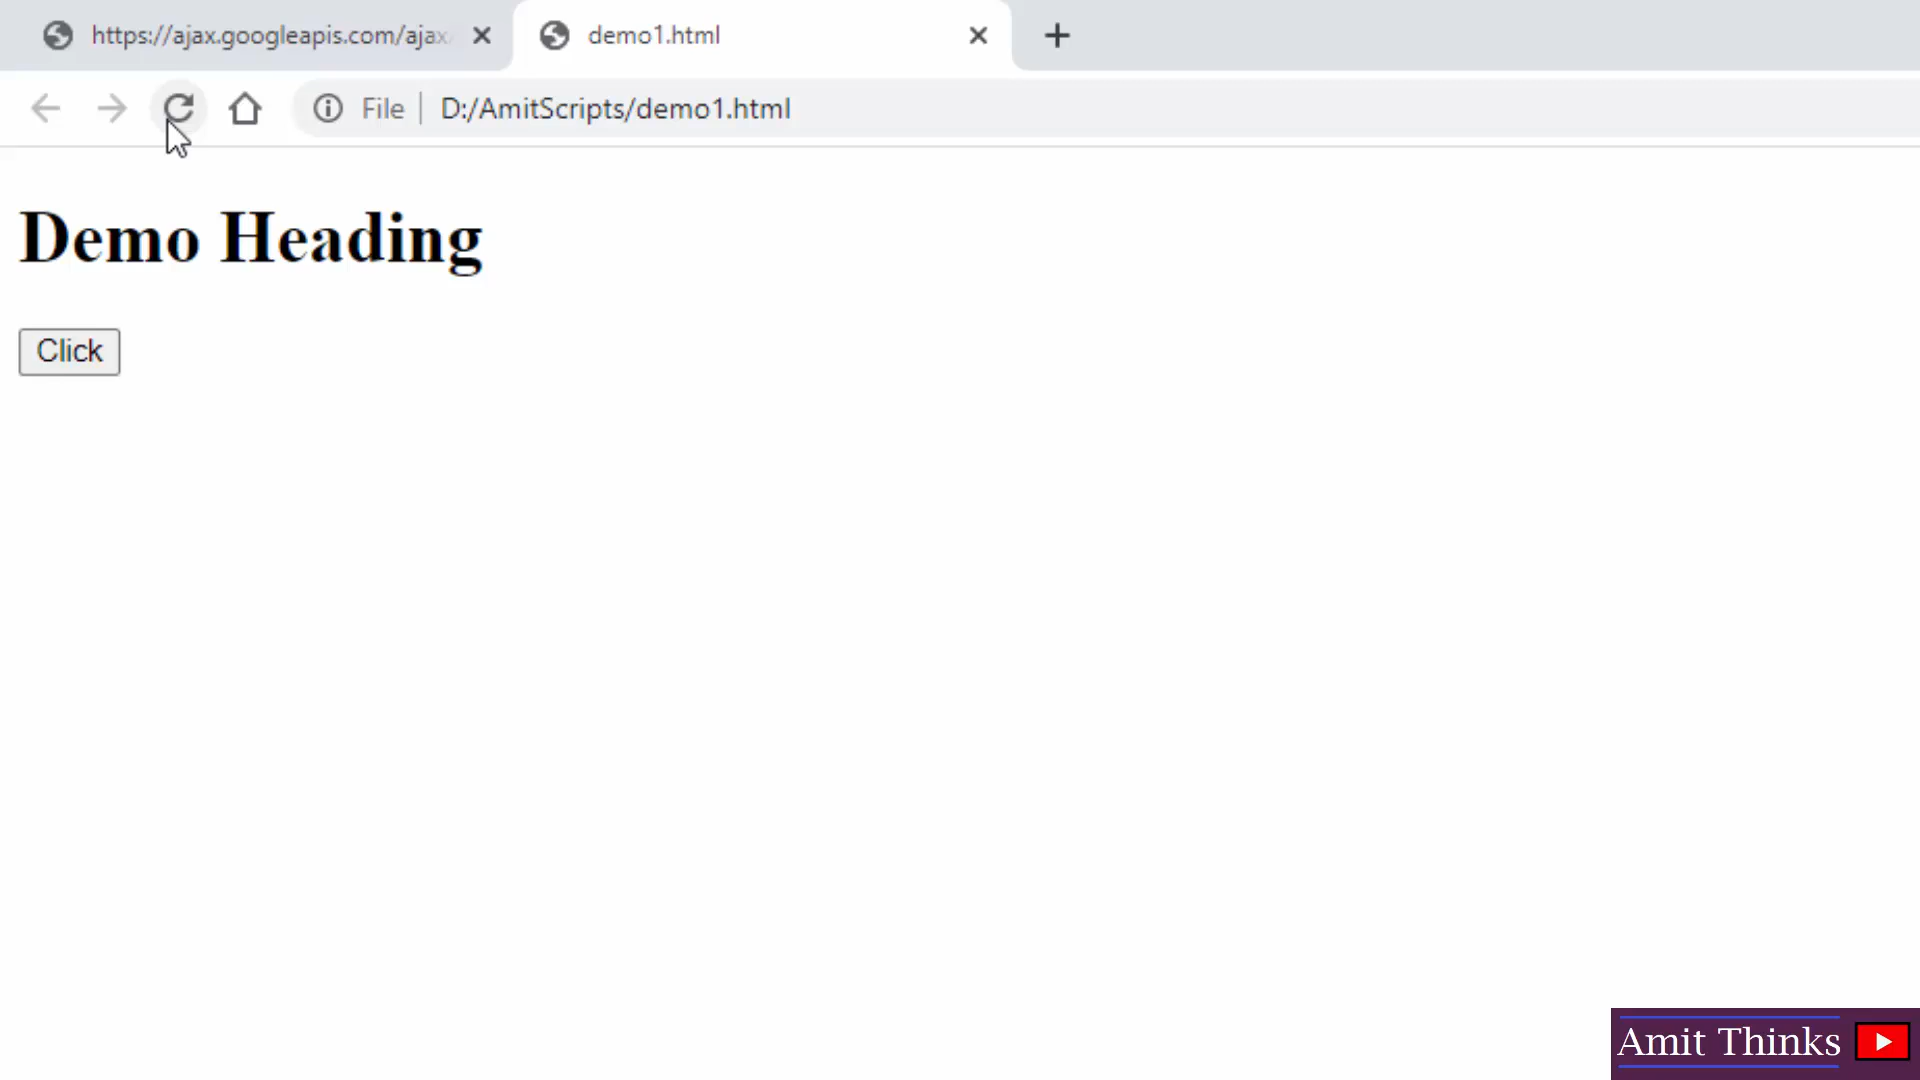 https://ajax.googleapis.com/ajax
demo1.html
File
D:/AmitScripts/demo1.html
Demo Heading
Click
Amit Thinks